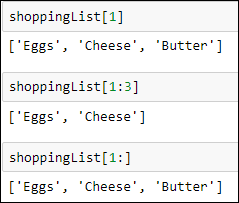 shoppingList[1]
['Eggs', 'Cheese', 'Butter']
shoppingList[1:3]
['Eggs', 'Cheese']
shoppingList[1:]
['Eggs', 'Cheese', 'Butter']